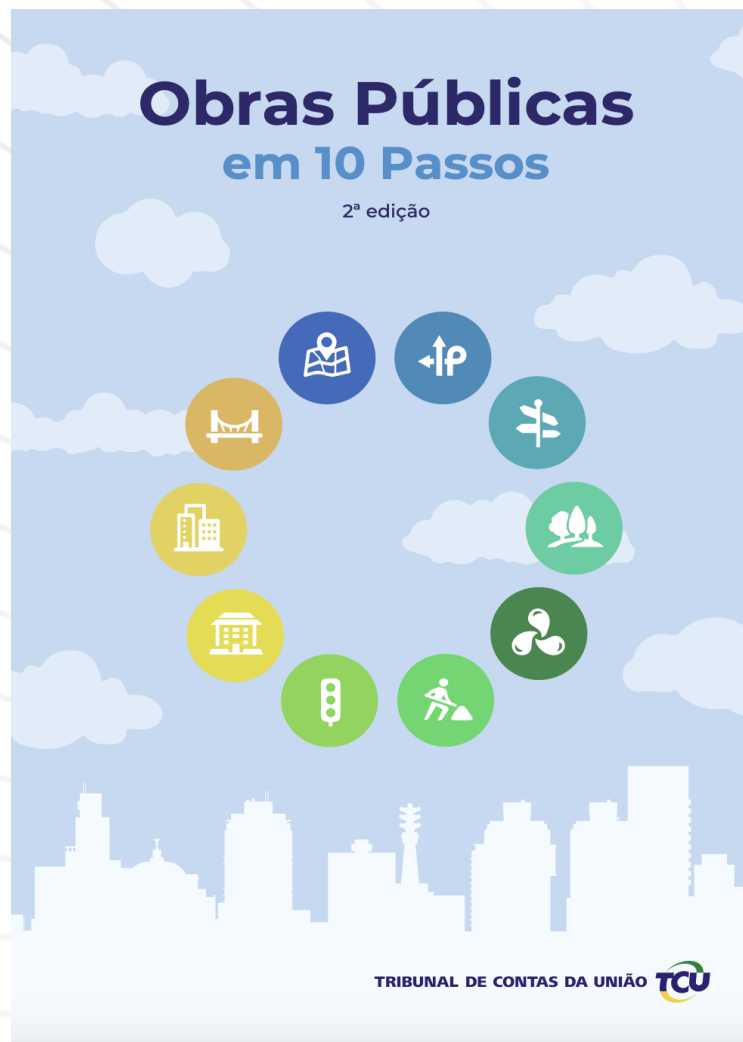 Obras Públicas
em 10 Passos
2ª edição
P
TRIBUNAL DE CONTAS DA UNIÃO TCU